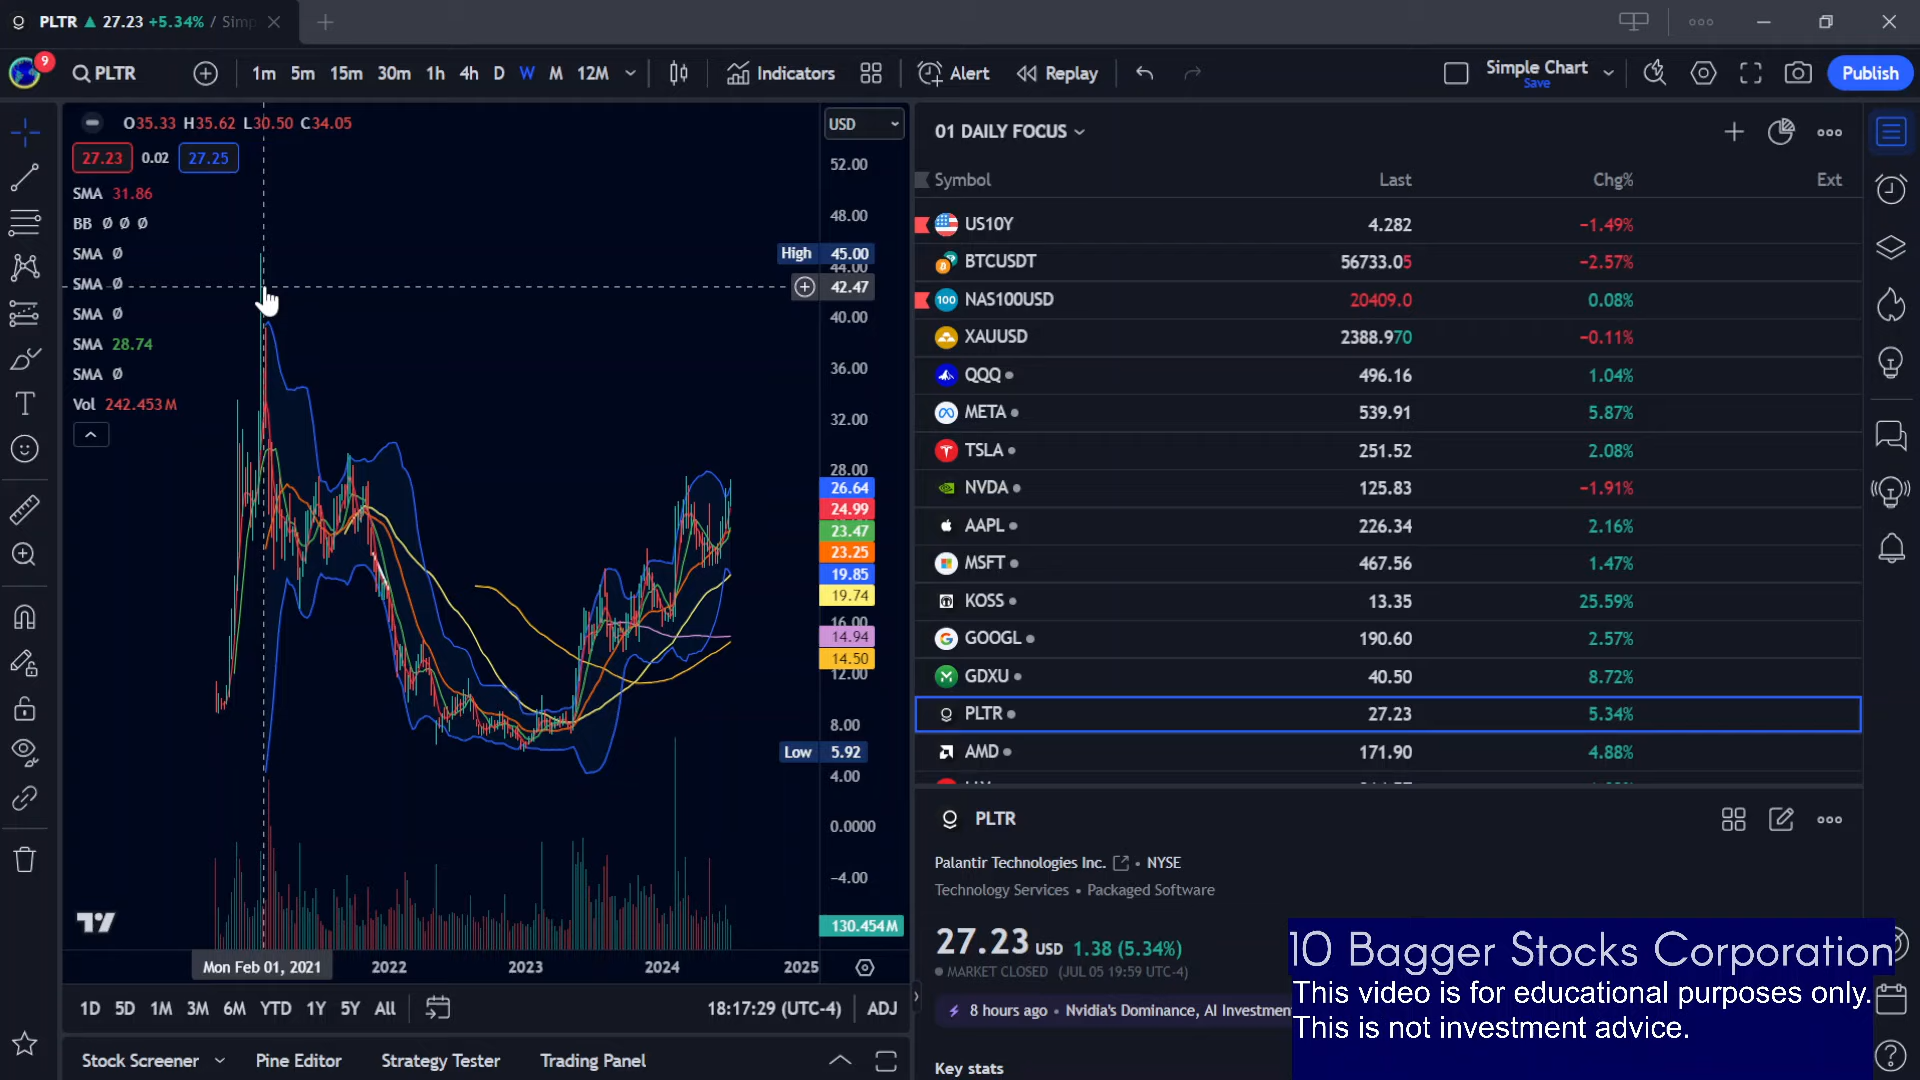 PLTR ▲ 27.23 +5.34% / Simp
9
PLTR
1m 5m 15m 30m 1h 4h D W M 12M
Indicators
Alert
Replay
Simple Chart
Save
Publish
O35.33 H35.62 L30.50 C34.05
27.23 0.02 27.25
SMA 31.86
BB Ø Ø Ø
SMA Ø
SMA Ø
SMA Ø
SMA 28.74
SMA Ø
Vol 242.453M
USD
52.00
48.00
High 45.00
44.00
42.47
40.00
36.00
32.00
28.00
26.64
24.99
23.47
23.25
19.85
19.74
16.00
14.94
14.50
12.00
8.00
Low 5.92
4.00
0.0000
−4.00
130.454M
Mon Feb 01, 2021 2022 2023 2024 2025
1D 5D 1M 3M 6M YTD 1Y 5Y All
18:17:29 (UTC-4) ADJ
Stock Screener Pine Editor Strategy Tester Trading Panel
01 DAILY FOCUS
Symbol Last Chg% Ext
US10Y 4.282 −1.49%
BTCUSDT 56733.05 −2.57%
100 NAS100USD 20409.0 0.08%
XAUUSD 2388.970 −0.11%
QQQ 496.16 1.04%
META 539.91 5.87%
TSLA 251.52 2.08%
NVDA 125.83 −1.91%
AAPL 226.34 2.16%
MSFT 467.56 1.47%
KOSS 13.35 25.59%
GOOGL 190.60 2.57%
GDXU 40.50 8.72%
PLTR 27.23 5.34%
AMD 171.90 4.88%
PLTR
Palantir Technologies Inc. • NYSE
Technology Services • Packaged Software
27.23 USD 1.38 (5.34%)
MARKET CLOSED (JUL 05 19:59 UTC-4)
8 hours ago • Nvidia's Dominance, AI Investmen
Key stats
10 Bagger Stocks Corporation
This video is for educational purposes only.
This is not investment advice.